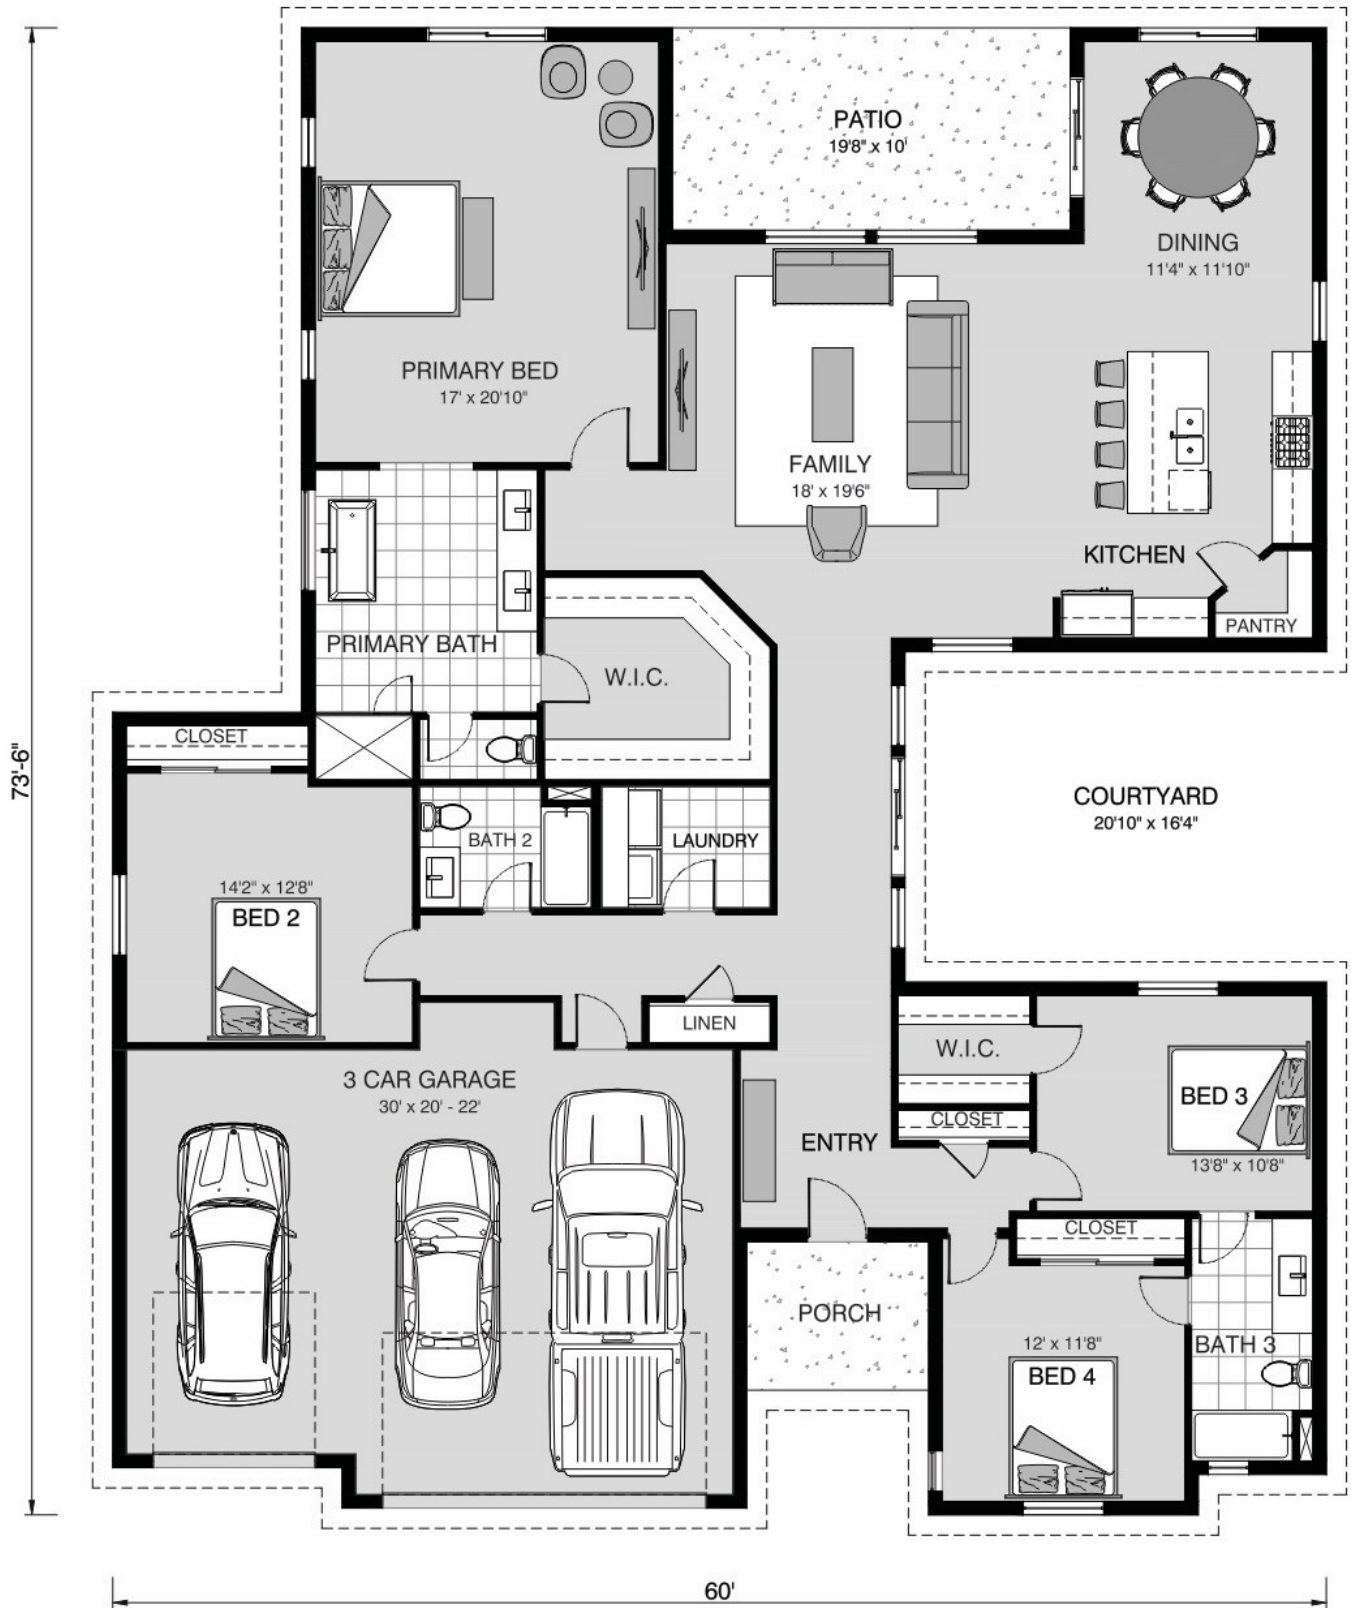 PATIO
19'8" x 10'
DINING
11'4" x 11'10"
PRIMARY BED
17' x 20'10"
FAMILY
18' x 19'6"
KITCHEN
PANTRY
PRIMARY BATH
W.I.C.
CLOSET
73'-6"
COURTYARD
20'10" x 16'4"
BATH 2
LAUNDRY
14'2" x 12'8"
BED 2
LINEN
W.I.C.
3 CAR GARAGE
30' x 20' - 22'
BED 3
13'8" x 10'8"
CLOSET
ENTRY
CLOSET
PORCH
12' x 11'8"
BED 4
BATH 3
60'